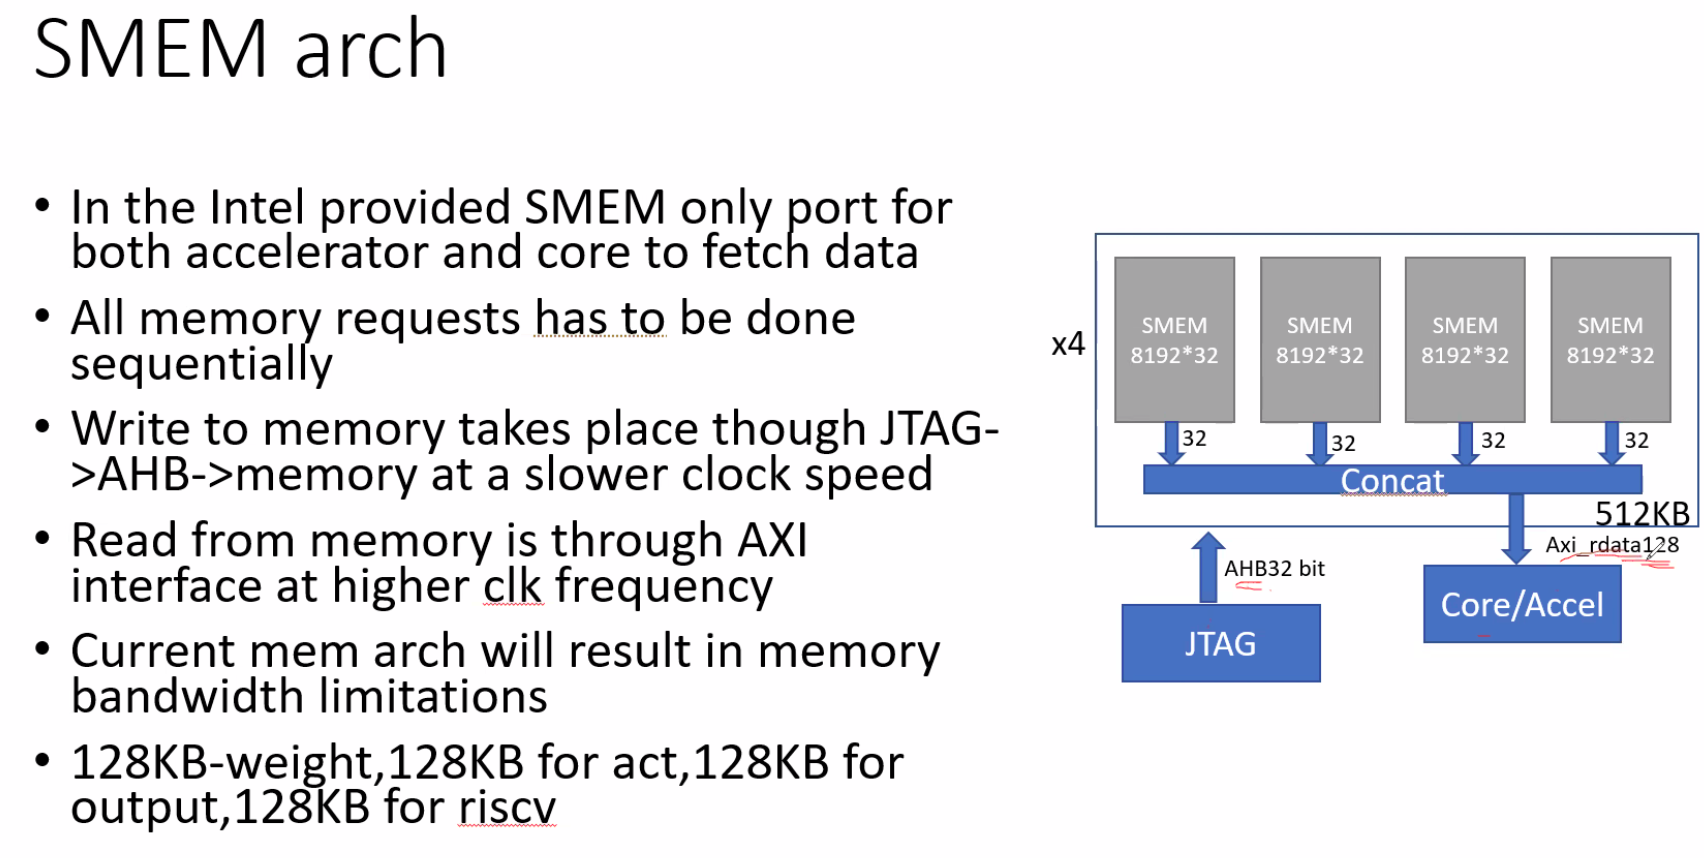 SMEM arch
• In the Intel provided SMEM only port for
both accelerator and core to fetch data
• All memory requests has to be done
sequentially
• Write to memory takes place though JTAG-
>AHB->memory at a slower clock speed
• Read from memory is through AXI
interface at higher clk frequency
• Current mem arch will result in memory
bandwidth limitations
• 128KB-weight,128KB for act,128KB for
output,128KB for riscv
x4
SMEM
8192*32
SMEM
8192*32
SMEM
8192*32
SMEM
8192*32
32
32
32
32
Concat
512KB
Axi_rdata128
AHB32 bit
JTAG
Core/Accel